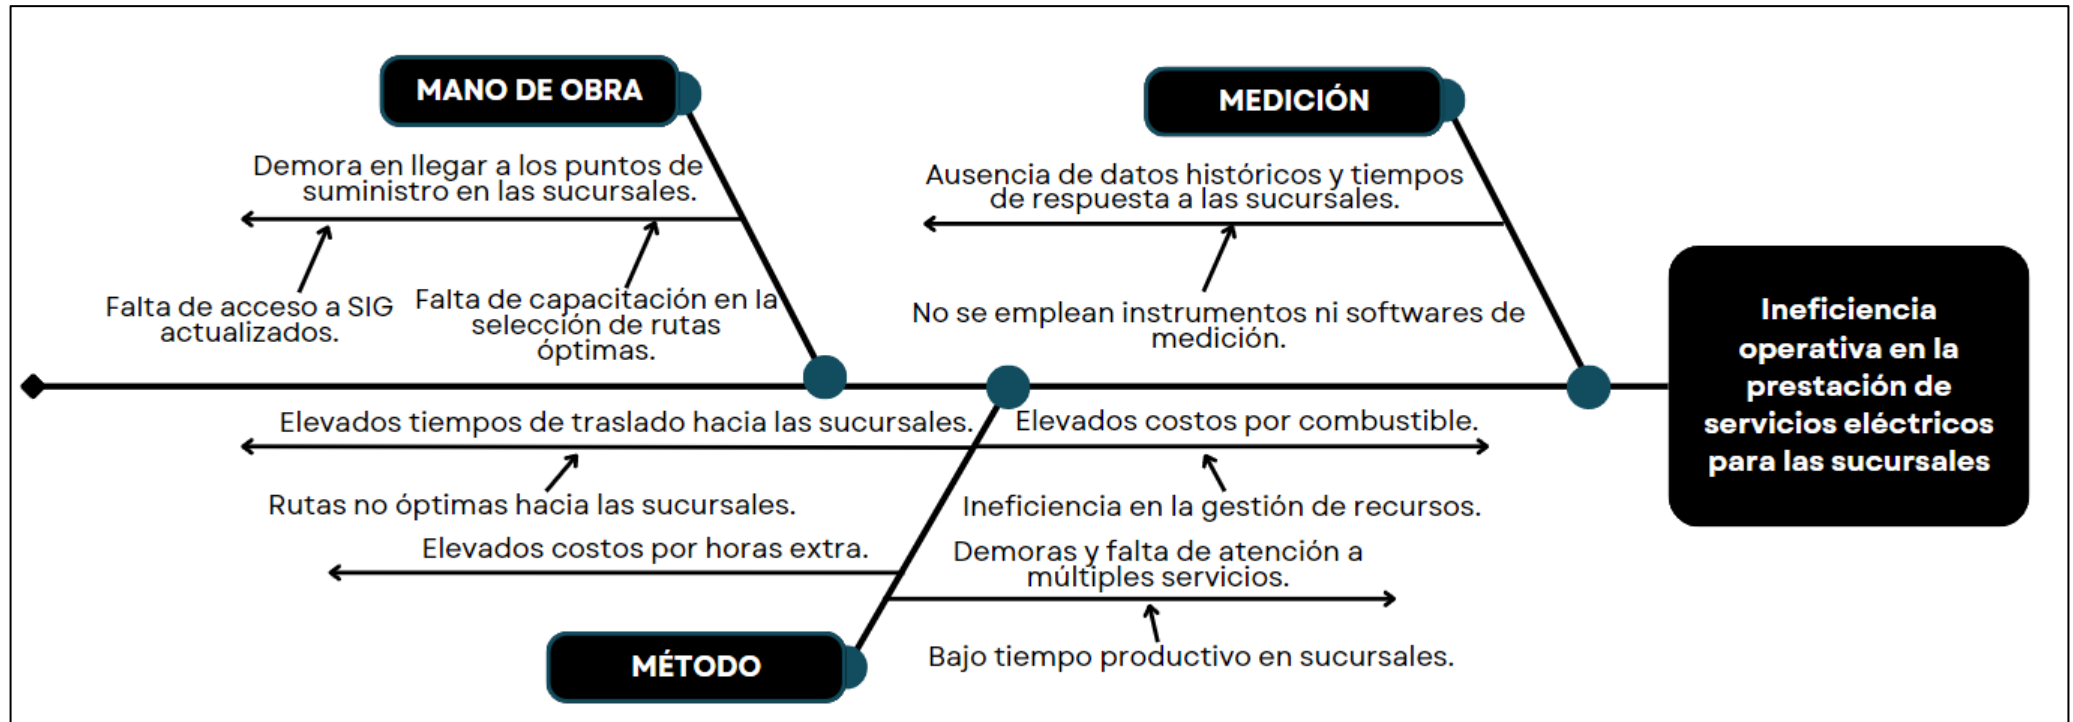 MANO DE OBRA
Demora en llegar a los puntos de
suministro en las sucursales.
Falta de acceso a SIG
actualizados.
Falta de capacitación en la
selección de rutas
óptimas.
MEDICIÓN
Ausencia de datos históricos y tiempos
de respuesta a las sucursales.
No se emplean instrumentos ni softwares de
medición.
Ineficiencia
operativa en la
prestación de
servicios eléctricos
para las sucursales
Elevados tiempos de traslado hacia las sucursales.
Rutas no óptimas hacia las sucursales.
Elevados costos por horas extra.
Elevados costos por combustible.
Ineficiencia en la gestión de recursos.
Demoras y falta de atención a
múltiples servicios.
Bajo tiempo productivo en sucursales.
MÉTODO